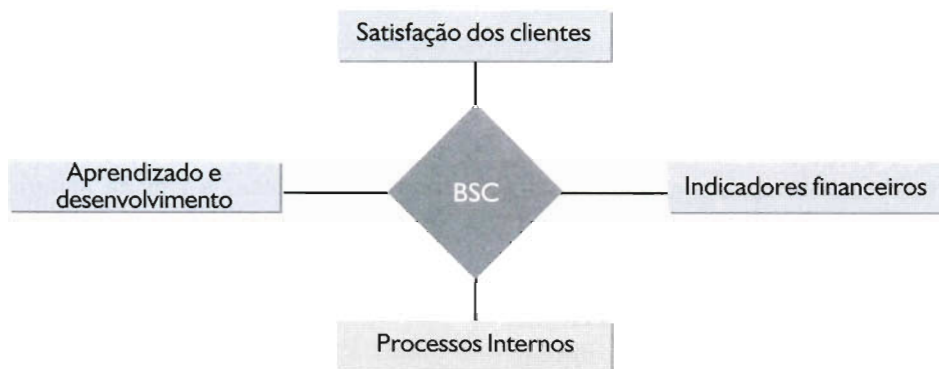 Satisfação dos clientes
Aprendizado e
desenvolvimento
BSC
Indicadores financeiros
Processos Internos